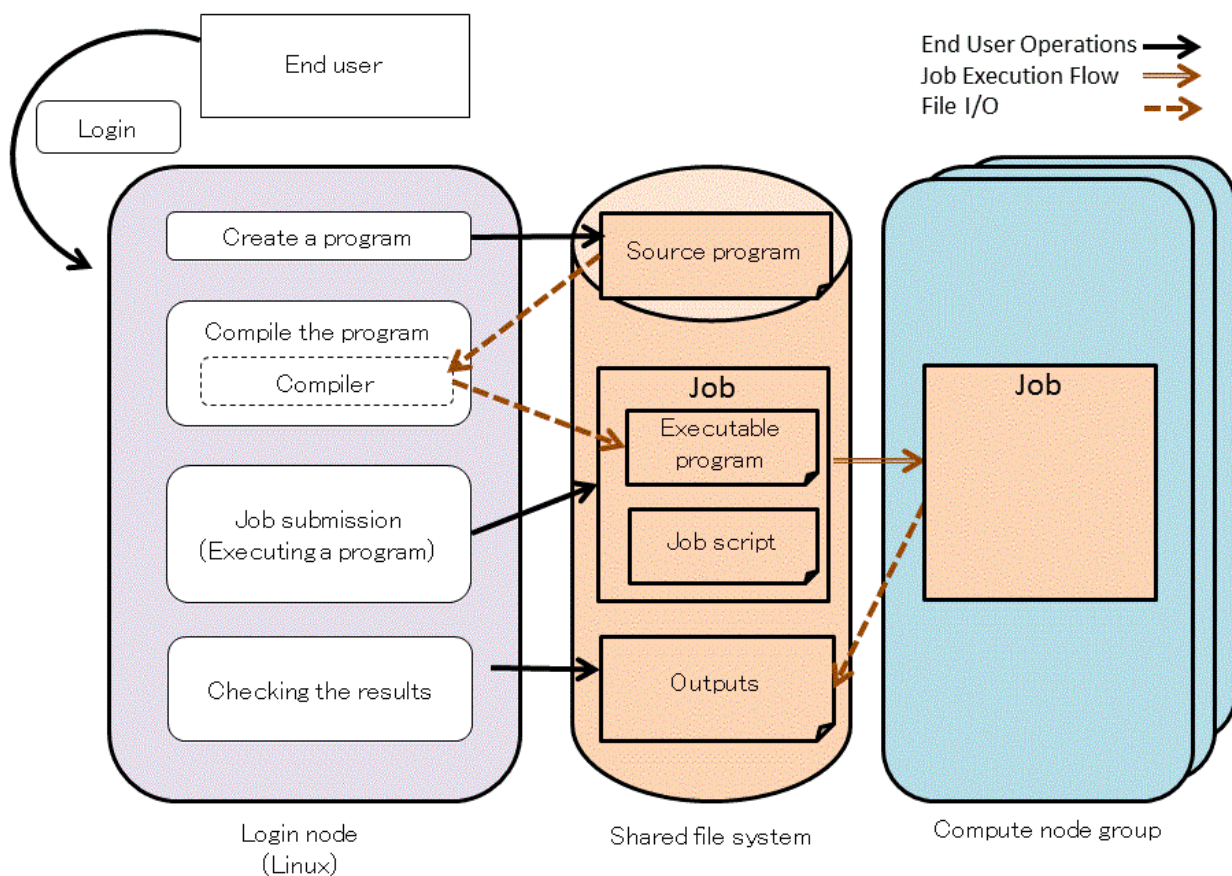 End user
End User Operations
Job Execution Flow
File I/O
Login
Create a program
Source program
Compile the program
Compiler
Job
Executable
program
Job script
Job
Job submission
(Executing a program)
Checking the results
Outputs
Login node
(Linux)
Shared file system
Compute node group